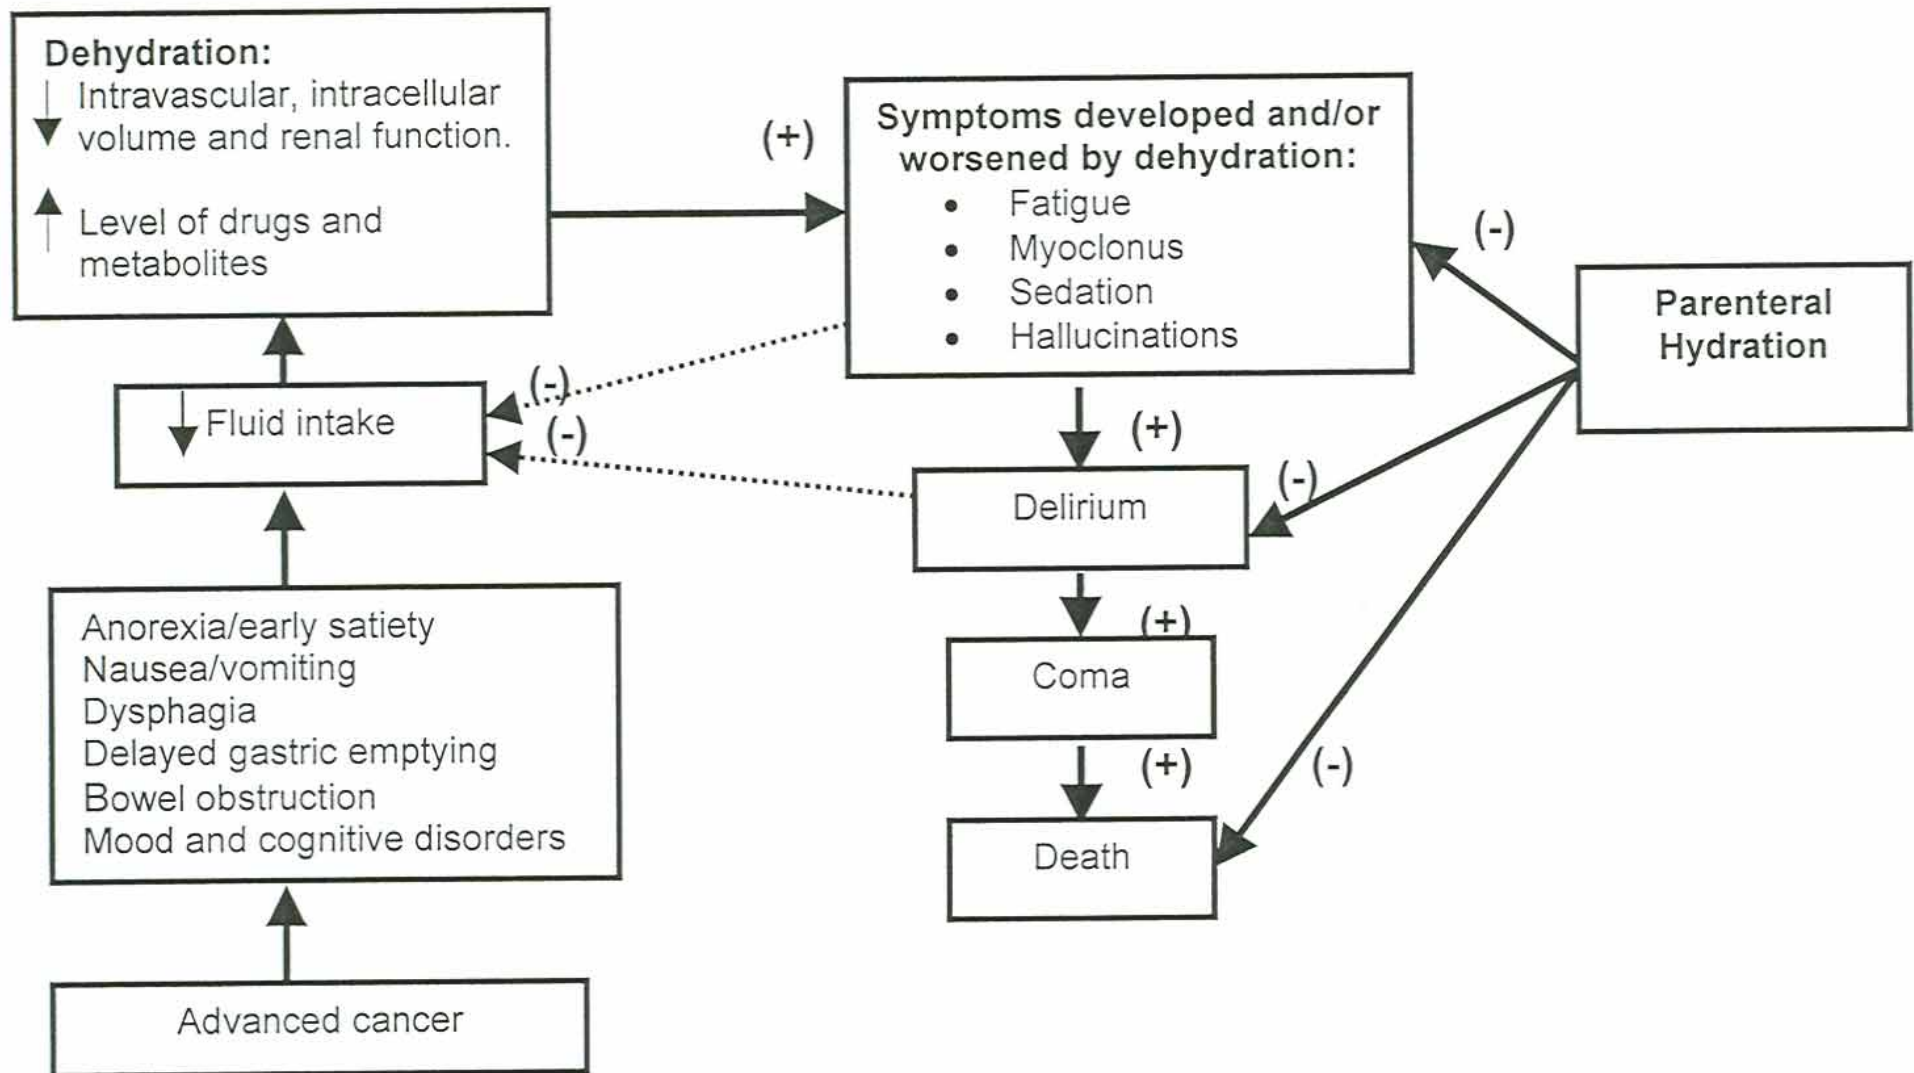 Dehydration:
↓ Intravascular, intracellular
volume and renal function.
↑ Level of drugs and
metabolites
(+)
Symptoms developed and/or
worsened by dehydration:
• Fatigue
• Myoclonus
• Sedation
• Hallucinations
(-)
Parenteral
Hydration
(-)
↓ Fluid intake
(-)
(+)
Delirium
(-)
(+)
Coma
(+)
(-)
Death
Anorexia/early satiety
Nausea/vomiting
Dysphagia
Delayed gastric emptying
Bowel obstruction
Mood and cognitive disorders
Advanced cancer